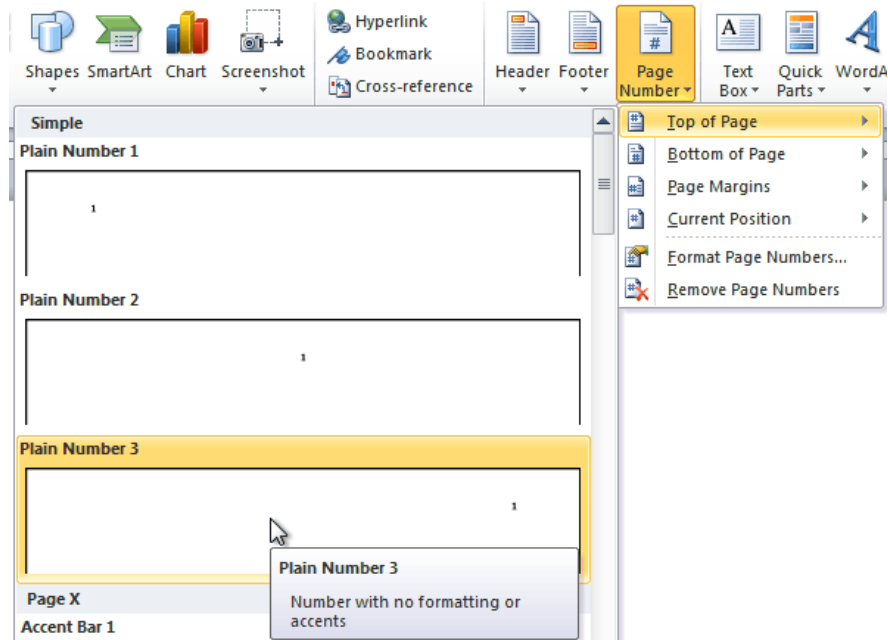 Hyperlink
Bookmark
Cross-reference
Shapes SmartArt Chart Screenshot
Header Footer
Page
Number
Text
Box
Quick
Parts
WordA
Simple
Plain Number 1
1
Plain Number 2
1
Plain Number 3
1
Plain Number 3
Number with no formatting or
accents
Page X
Accent Bar 1
Top of Page
Bottom of Page
Page Margins
Current Position
Format Page Numbers...
Remove Page Numbers